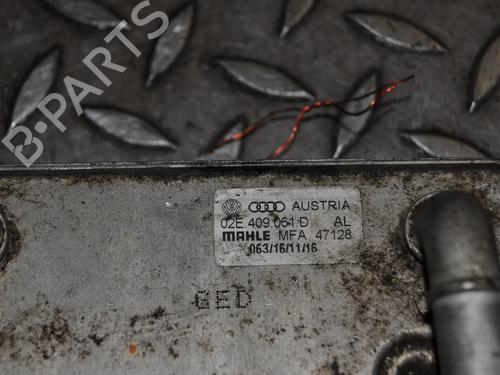 B-PARTS
AUSTRIA
02E.409.061.D AL
MAHLE MFA 47128
063/16/11/16
GED